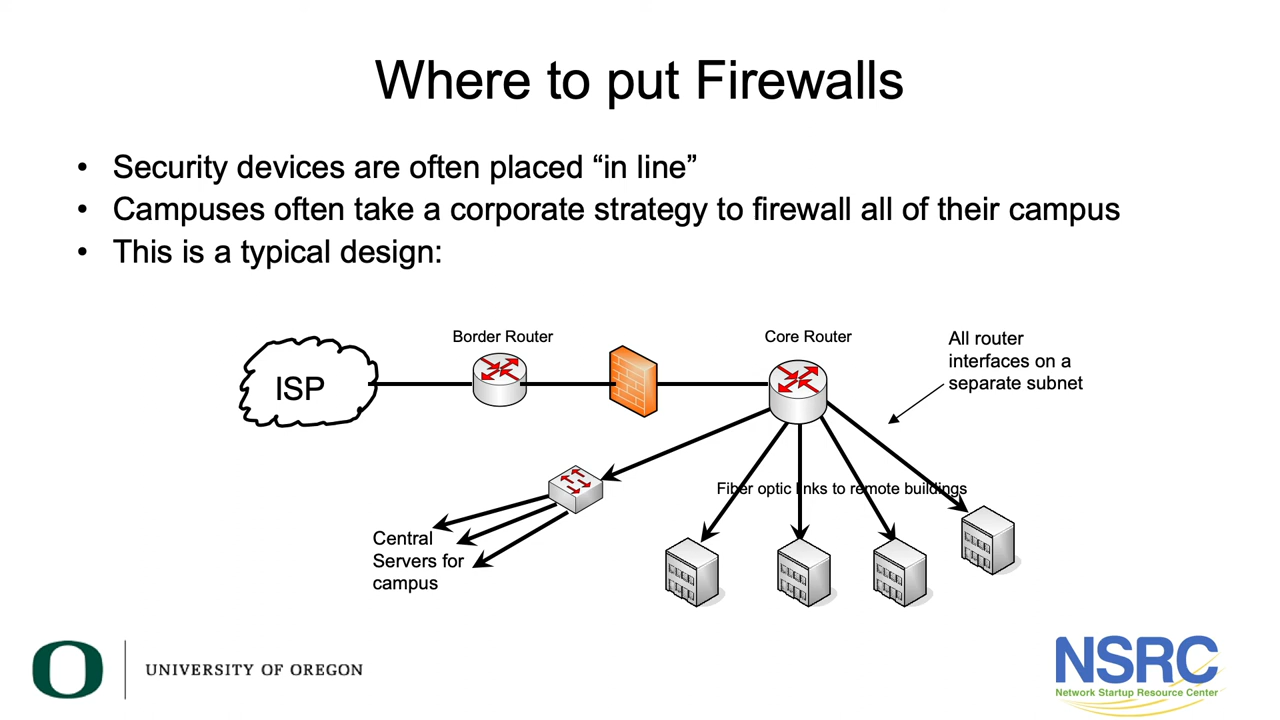 Where to put Firewalls
• Security devices are often placed “in line”
• Campuses often take a corporate strategy to firewall all of their campus
• This is a typical design:
Border Router
Core Router
All router
interfaces on a
separate subnet
ISP
Fiber optic links to remote buildings
Central
Servers for
campus
O
UNIVERSITY OF OREGON
NSRC
Network Startup Resource Center